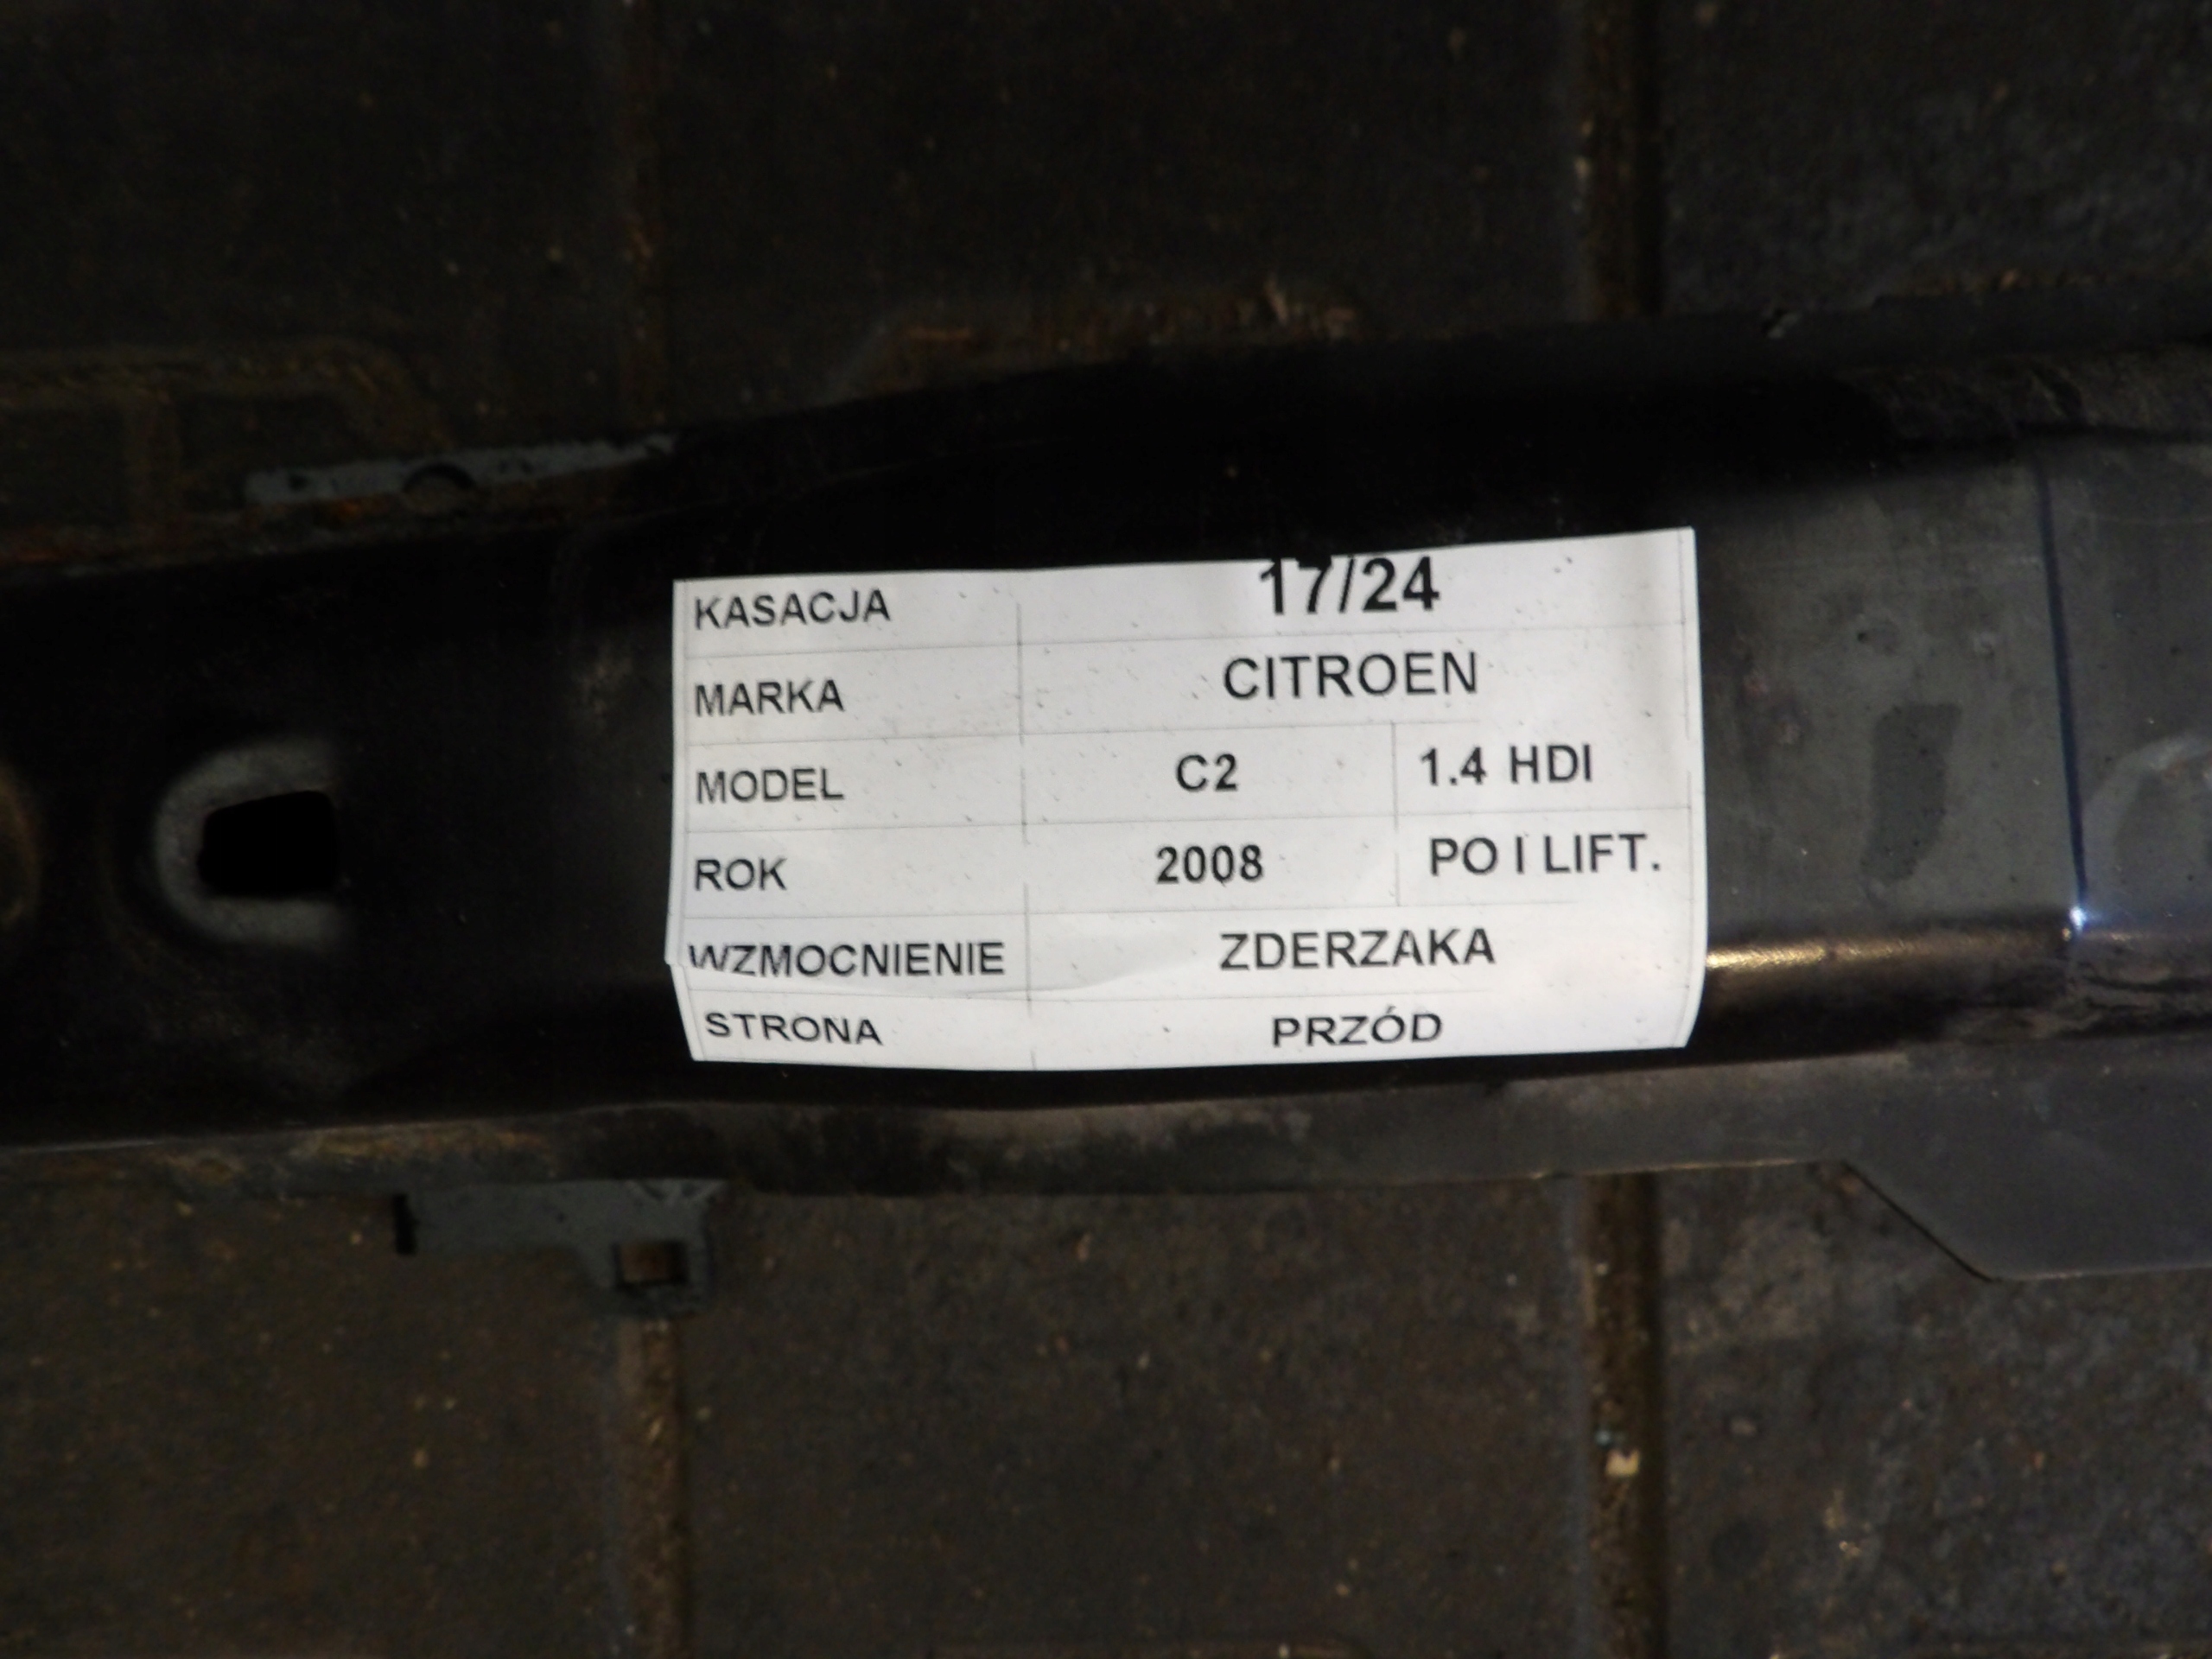 KASACJA 17/24
MARKA CITROEN
MODEL C2 1.4 HDI
ROK 2008 PO I LIFT.
WZMOCNIENIE ZDERZAKA
STRONA PRZÓD